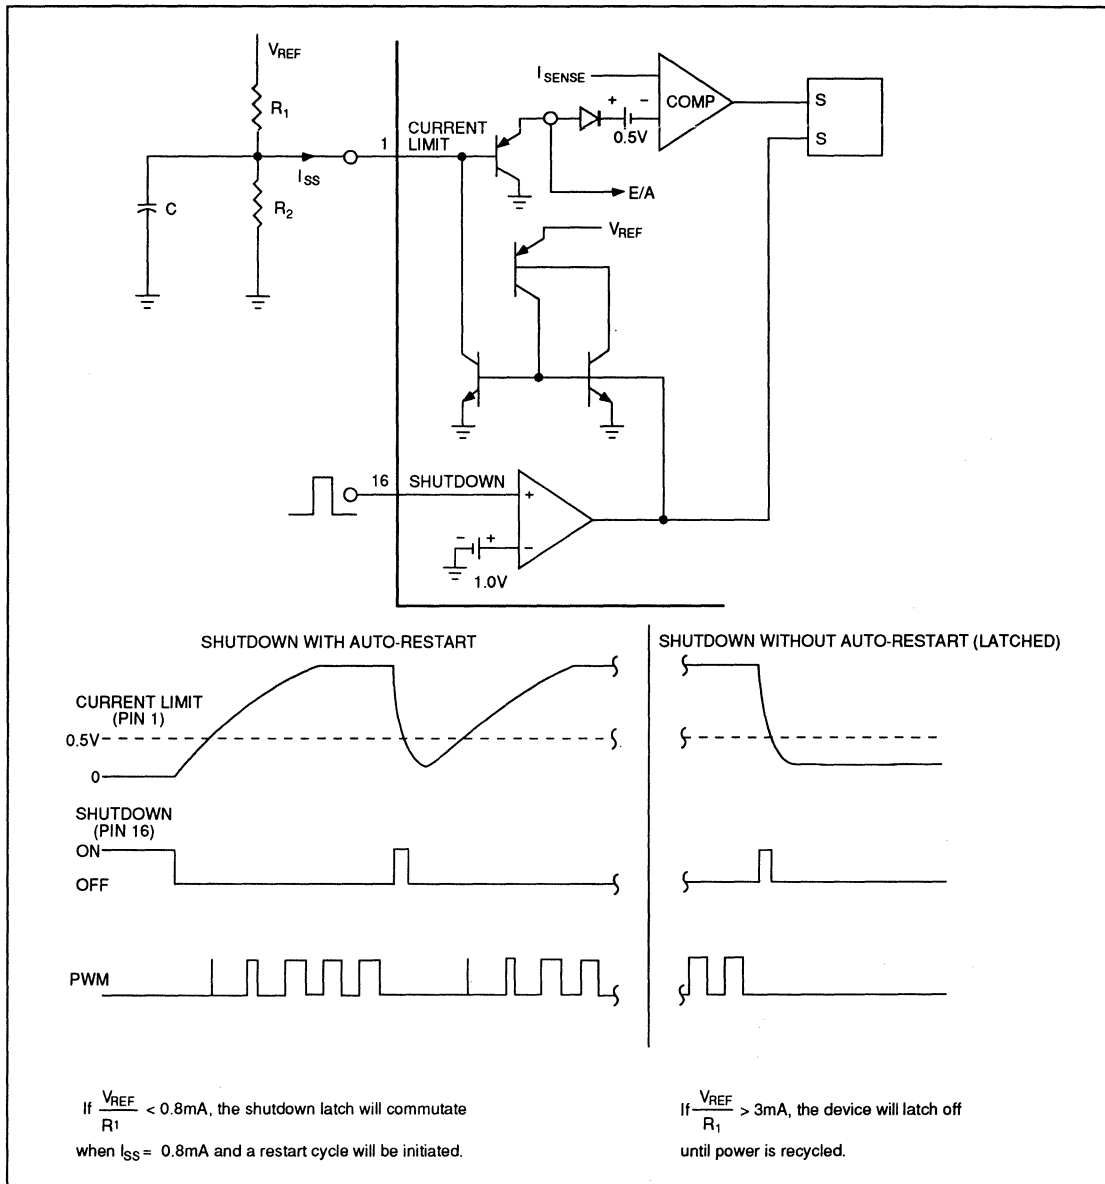 VREF
R1
R2
C
ISS
1
CURRENT
LIMIT
ISENSE
+ -
0.5V
COMP
S
S
E/A
VREF
16
SHUTDOWN
+
-
- +
1.0V
SHUTDOWN WITH AUTO-RESTART
SHUTDOWN WITHOUT AUTO-RESTART (LATCHED)
CURRENT LIMIT
(PIN 1)
0.5V
0
SHUTDOWN
(PIN 16)
ON
OFF
PWM
If VREF/R1 < 0.8mA, the shutdown latch will commutate
when ISS = 0.8mA and a restart cycle will be initiated.
If VREF/R1 > 3mA, the device will latch off
until power is recycled.